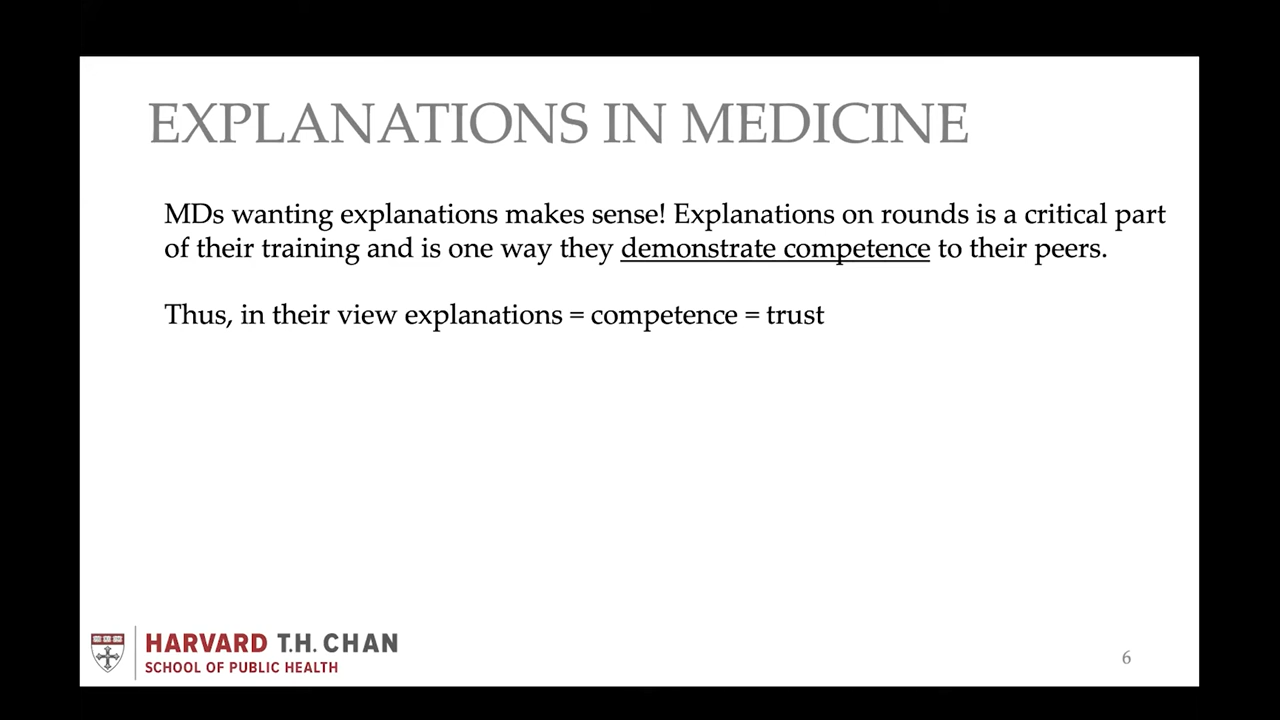 EXPLANATIONS IN MEDICINE
MDs wanting explanations makes sense! Explanations on rounds is a critical part
of their training and is one way they demonstrate competence to their peers.
Thus, in their view explanations = competence = trust
HARVARD T.H. CHAN
SCHOOL OF PUBLIC HEALTH
6